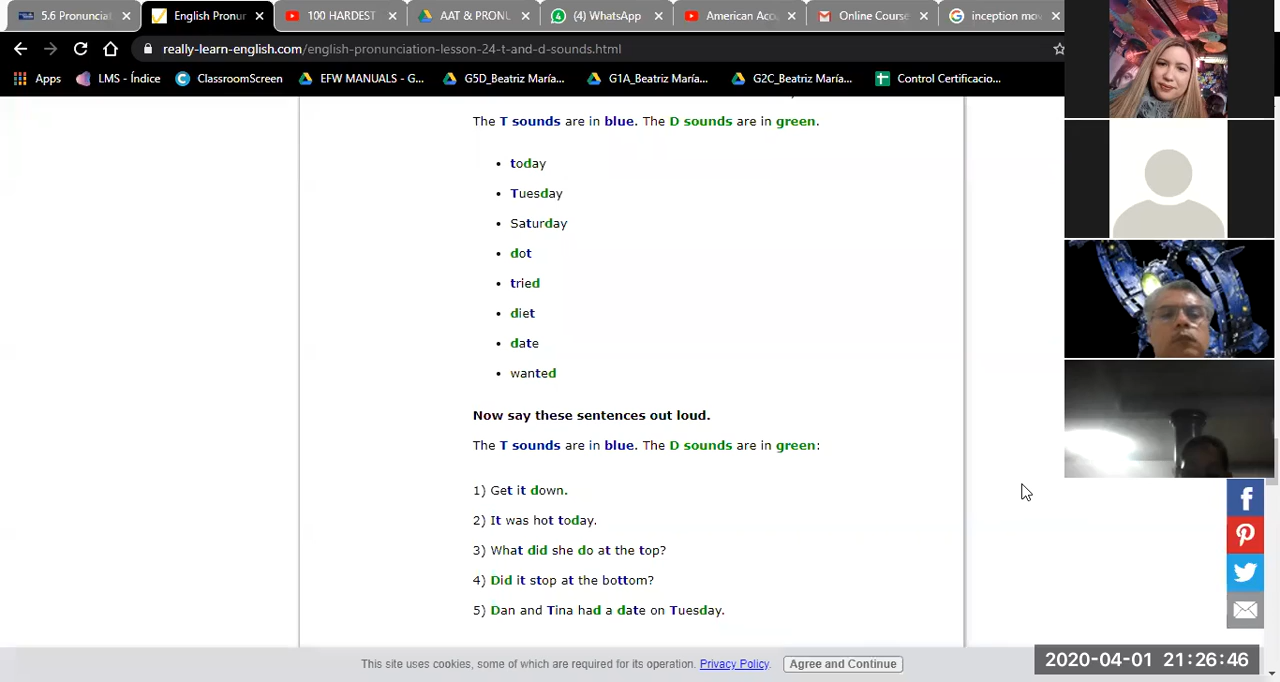 5.6 Pronuncia
English Pronur
100 HARDEST
AAT & PRONU
(4) WhatsApp
American Acc
Online Course
inception mo
really-learn-english.com/english-pronunciation-lesson-24-t-and-d-sounds.html
Apps
LMS - Índice
ClassroomScreen
EFW MANUALS - G...
G5D_Beatriz María...
G1A_Beatriz María...
G2C_Beatriz María...
Control Certificacio...
The T sounds are in blue. The D sounds are in green.
• today
• Tuesday
• Saturday
• dot
• tried
• diet
• date
• wanted
Now say these sentences out loud.
The T sounds are in blue. The D sounds are in green:
1) Get it down.
2) It was hot today.
3) What did she do at the top?
4) Did it stop at the bottom?
5) Dan and Tina had a date on Tuesday.
This site uses cookies, some of which are required for its operation. Privacy Policy. Agree and Continue
2020-04-01 21:26:46